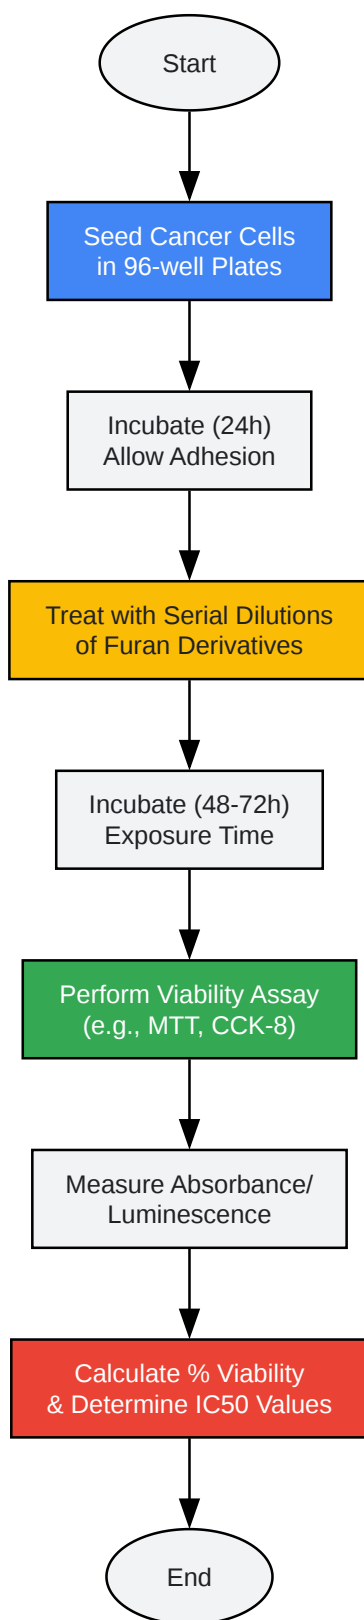 Start
Seed Cancer Cells
in 96-well Plates
Incubate (24h)
Allow Adhesion
Treat with Serial Dilutions
of Furan Derivatives
Incubate (48-72h)
Exposure Time
Perform Viability Assay
(e.g., MTT, CCK-8)
Measure Absorbance/
Luminescence
Calculate % Viability
& Determine IC50 Values
End